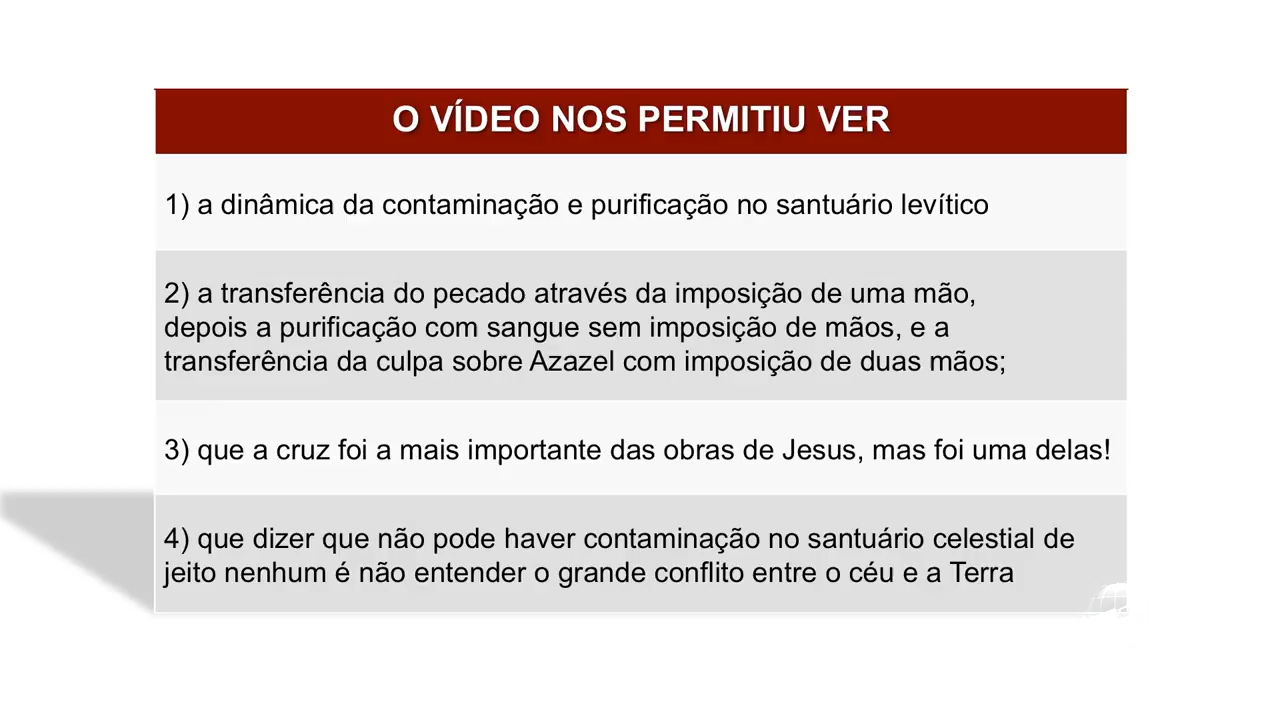 O VÍDEO NOS PERMITIU VER
1) a dinâmica da contaminação e purificação no santuário levítico
2) a transferência do pecado através da imposição de uma mão,
depois a purificação com sangue sem imposição de mãos, e a
transferência da culpa sobre Azazel com imposição de duas mãos;
3) que a cruz foi a mais importante das obras de Jesus, mas foi uma delas!
4) que dizer que não pode haver contaminação no santuário celestial de
jeito nenhum é não entender o grande conflito entre o céu e a Terra